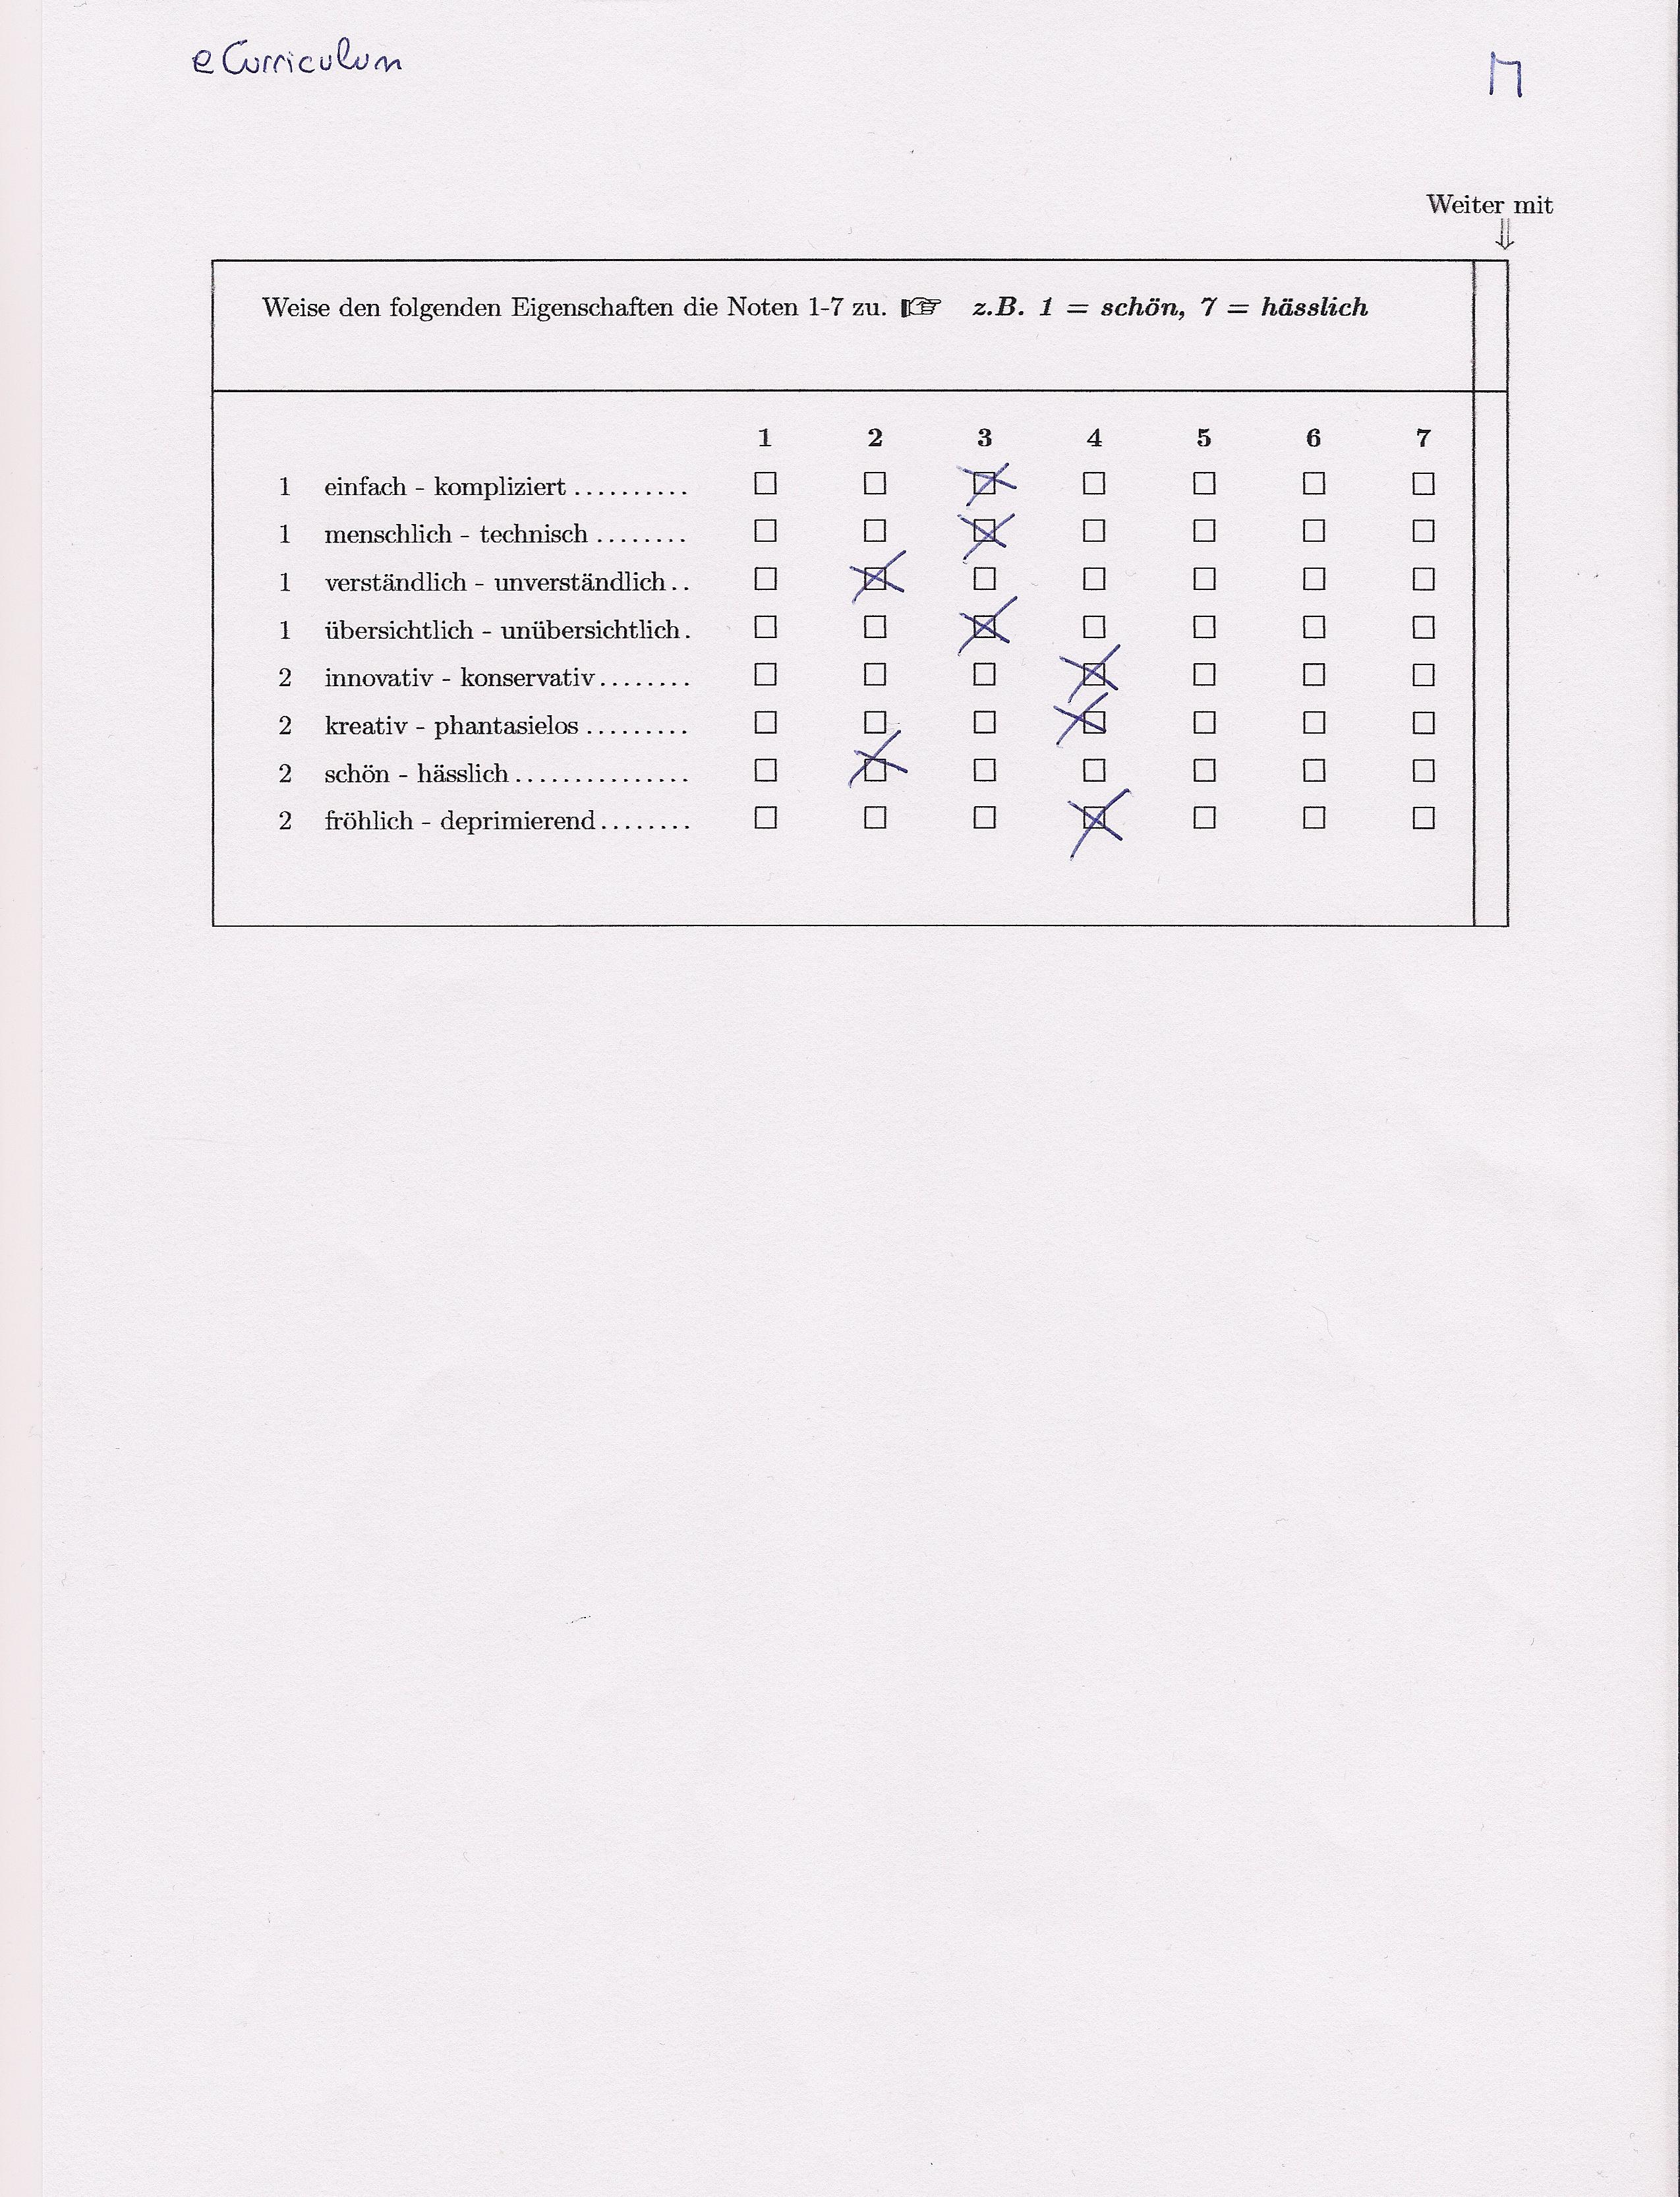 eCurriculum M
Weiter mit
⇓
Weise den folgenden Eigenschaften die Noten 1-7 zu. ☞ z.B. 1 = schön, 7 = hässlich
1 2 3 4 5 6 7
1 einfach - kompliziert .......... ☐ ☐ ☒ ☐ ☐ ☐ ☐
1 menschlich - technisch ........ ☐ ☐ ☒ ☐ ☐ ☐ ☐
1 verständlich - unverständlich .. ☐ ☒ ☐ ☐ ☐ ☐ ☐
1 übersichtlich - unübersichtlich . ☐ ☐ ☒ ☐ ☐ ☐ ☐
2 innovativ - konservativ ........ ☐ ☐ ☐ ☒ ☐ ☐ ☐
2 kreativ - phantasielos ......... ☐ ☐ ☐ ☒ ☐ ☐ ☐
2 schön - hässlich ............... ☐ ☒ ☐ ☐ ☐ ☐ ☐
2 fröhlich - deprimierend ........ ☐ ☐ ☐ ☒ ☐ ☐ ☐